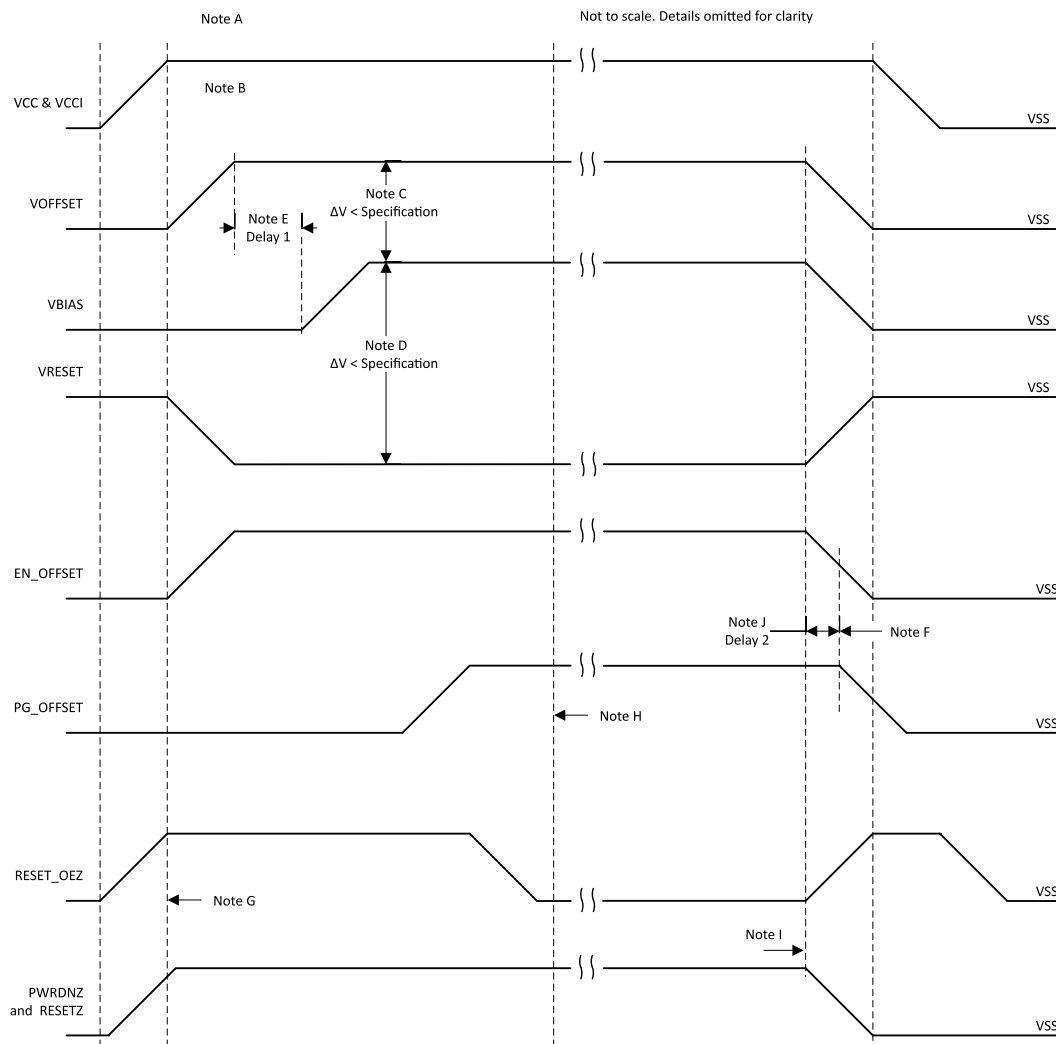 Note A
Not to scale. Details omitted for clarity
Note B
VCC & VCCI
VSS
VOFFSET
Note C
ΔV < Specification
Note E
Delay 1
VSS
VBIAS
VSS
Note D
ΔV < Specification
VRESET
VSS
EN_OFFSET
VSS
Note J
Delay 2
Note F
PG_OFFSET
Note H
VSS
RESET_OEZ
Note G
VSS
Note I
PWRDNZ
and RESETZ
VSS